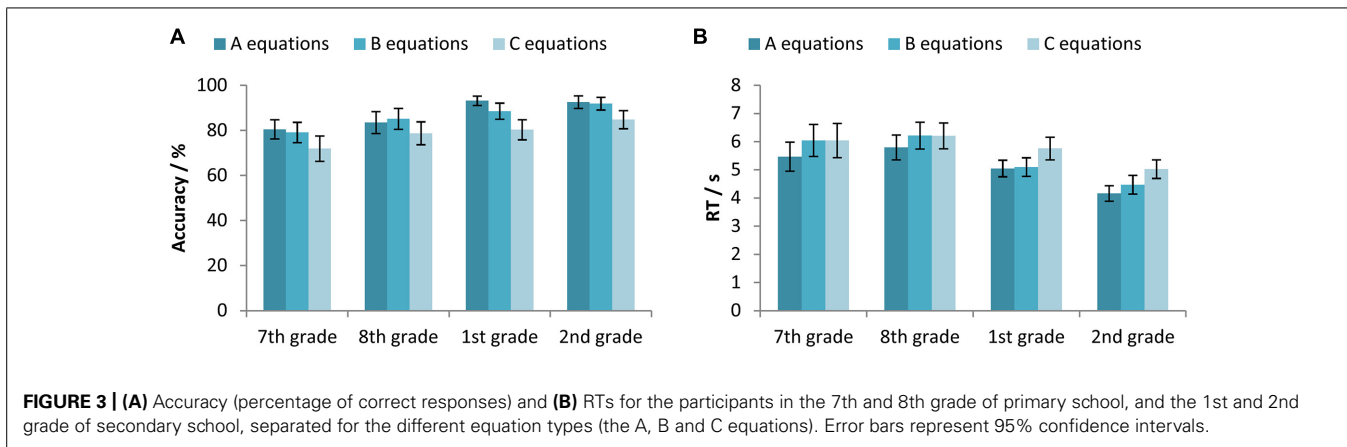 A
A equations B equations C equations
Accuracy / %
100
80
60
40
20
0
7th grade 8th grade 1st grade 2nd grade
B
A equations B equations C equations
RT / s
8
7
6
5
4
3
2
1
0
7th grade 8th grade 1st grade 2nd grade
FIGURE 3 | (A) Accuracy (percentage of correct responses) and (B) RTs for the participants in the 7th and 8th grade of primary school, and the 1st and 2nd
grade of secondary school, separated for the different equation types (the A, B and C equations). Error bars represent 95% confidence intervals.